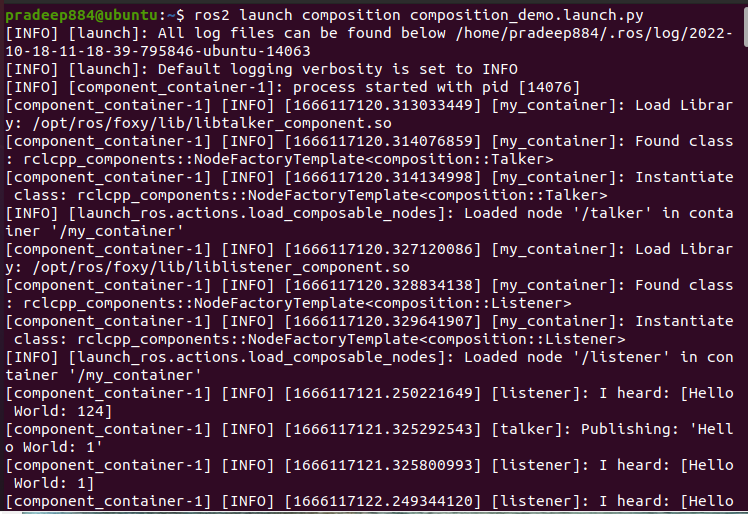 pradeep884@ubuntu:~$ ros2 launch composition composition_demo.launch.py
[INFO] [launch]: All log files can be found below /home/pradeep884/.ros/log/2022-
10-18-11-18-39-795846-ubuntu-14063
[INFO] [launch]: Default logging verbosity is set to INFO
[INFO] [component_container-1]: process started with pid [14076]
[component_container-1] [INFO] [1666117120.313033449] [my_container]: Load Librar
y: /opt/ros/foxy/lib/libtalker_component.so
[component_container-1] [INFO] [1666117120.314076859] [my_container]: Found class
: rclcpp_components::NodeFactoryTemplate<composition::Talker>
[component_container-1] [INFO] [1666117120.314134998] [my_container]: Instantiate
 class: rclcpp_components::NodeFactoryTemplate<composition::Talker>
[INFO] [launch_ros.actions.load_composable_nodes]: Loaded node '/talker' in conta
iner '/my_container'
[component_container-1] [INFO] [1666117120.327120086] [my_container]: Load Librar
y: /opt/ros/foxy/lib/liblistener_component.so
[component_container-1] [INFO] [1666117120.328834138] [my_container]: Found class
: rclcpp_components::NodeFactoryTemplate<composition::Listener>
[component_container-1] [INFO] [1666117120.329641907] [my_container]: Instantiate
 class: rclcpp_components::NodeFactoryTemplate<composition::Listener>
[INFO] [launch_ros.actions.load_composable_nodes]: Loaded node '/listener' in con
tainer '/my_container'
[component_container-1] [INFO] [1666117121.250221649] [listener]: I heard: [Hello
 World: 124]
[component_container-1] [INFO] [1666117121.325292543] [talker]: Publishing: 'Hell
o World: 1'
[component_container-1] [INFO] [1666117121.325800993] [listener]: I heard: [Hello
 World: 1]
[component_container-1] [INFO] [1666117122.249344120] [listener]: I heard: [Hello